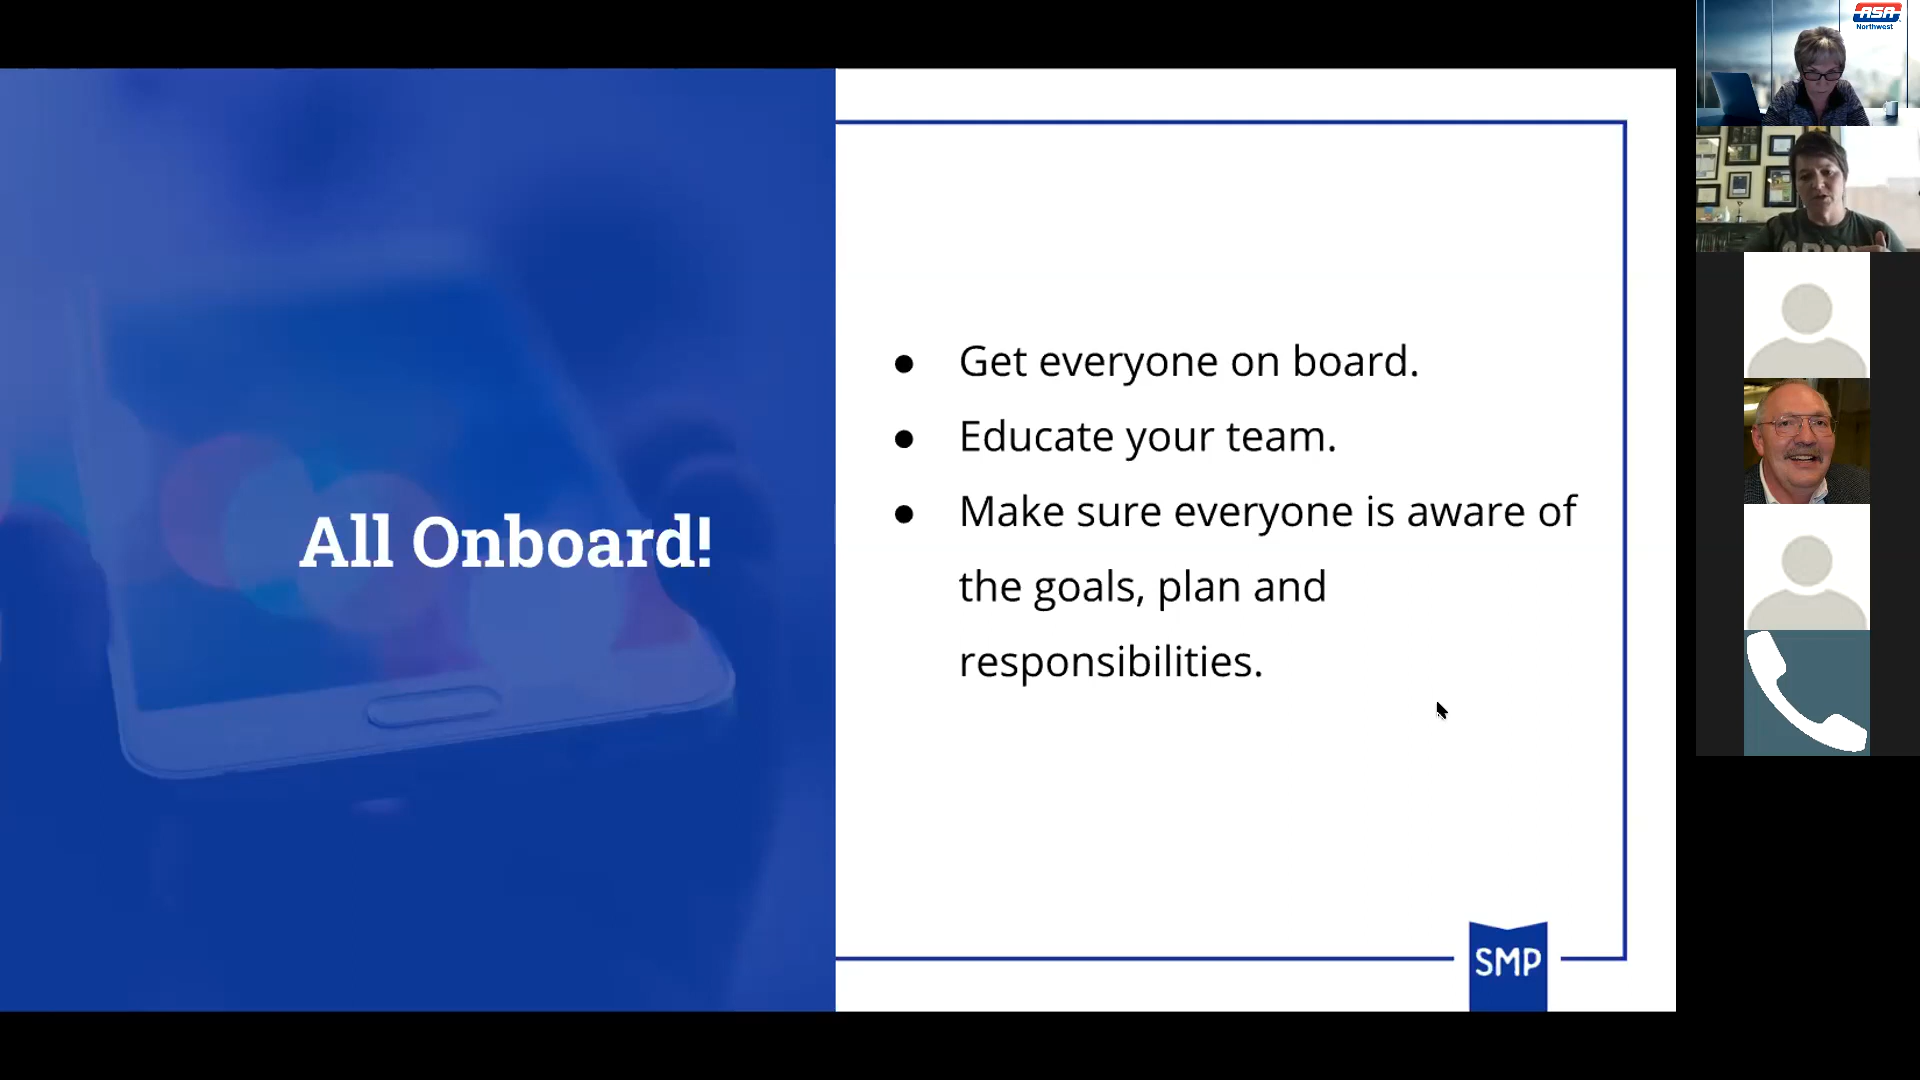 ASA
Northwest
All Onboard!
● Get everyone on board.
● Educate your team.
● Make sure everyone is aware of
the goals, plan and
responsibilities.
SMP